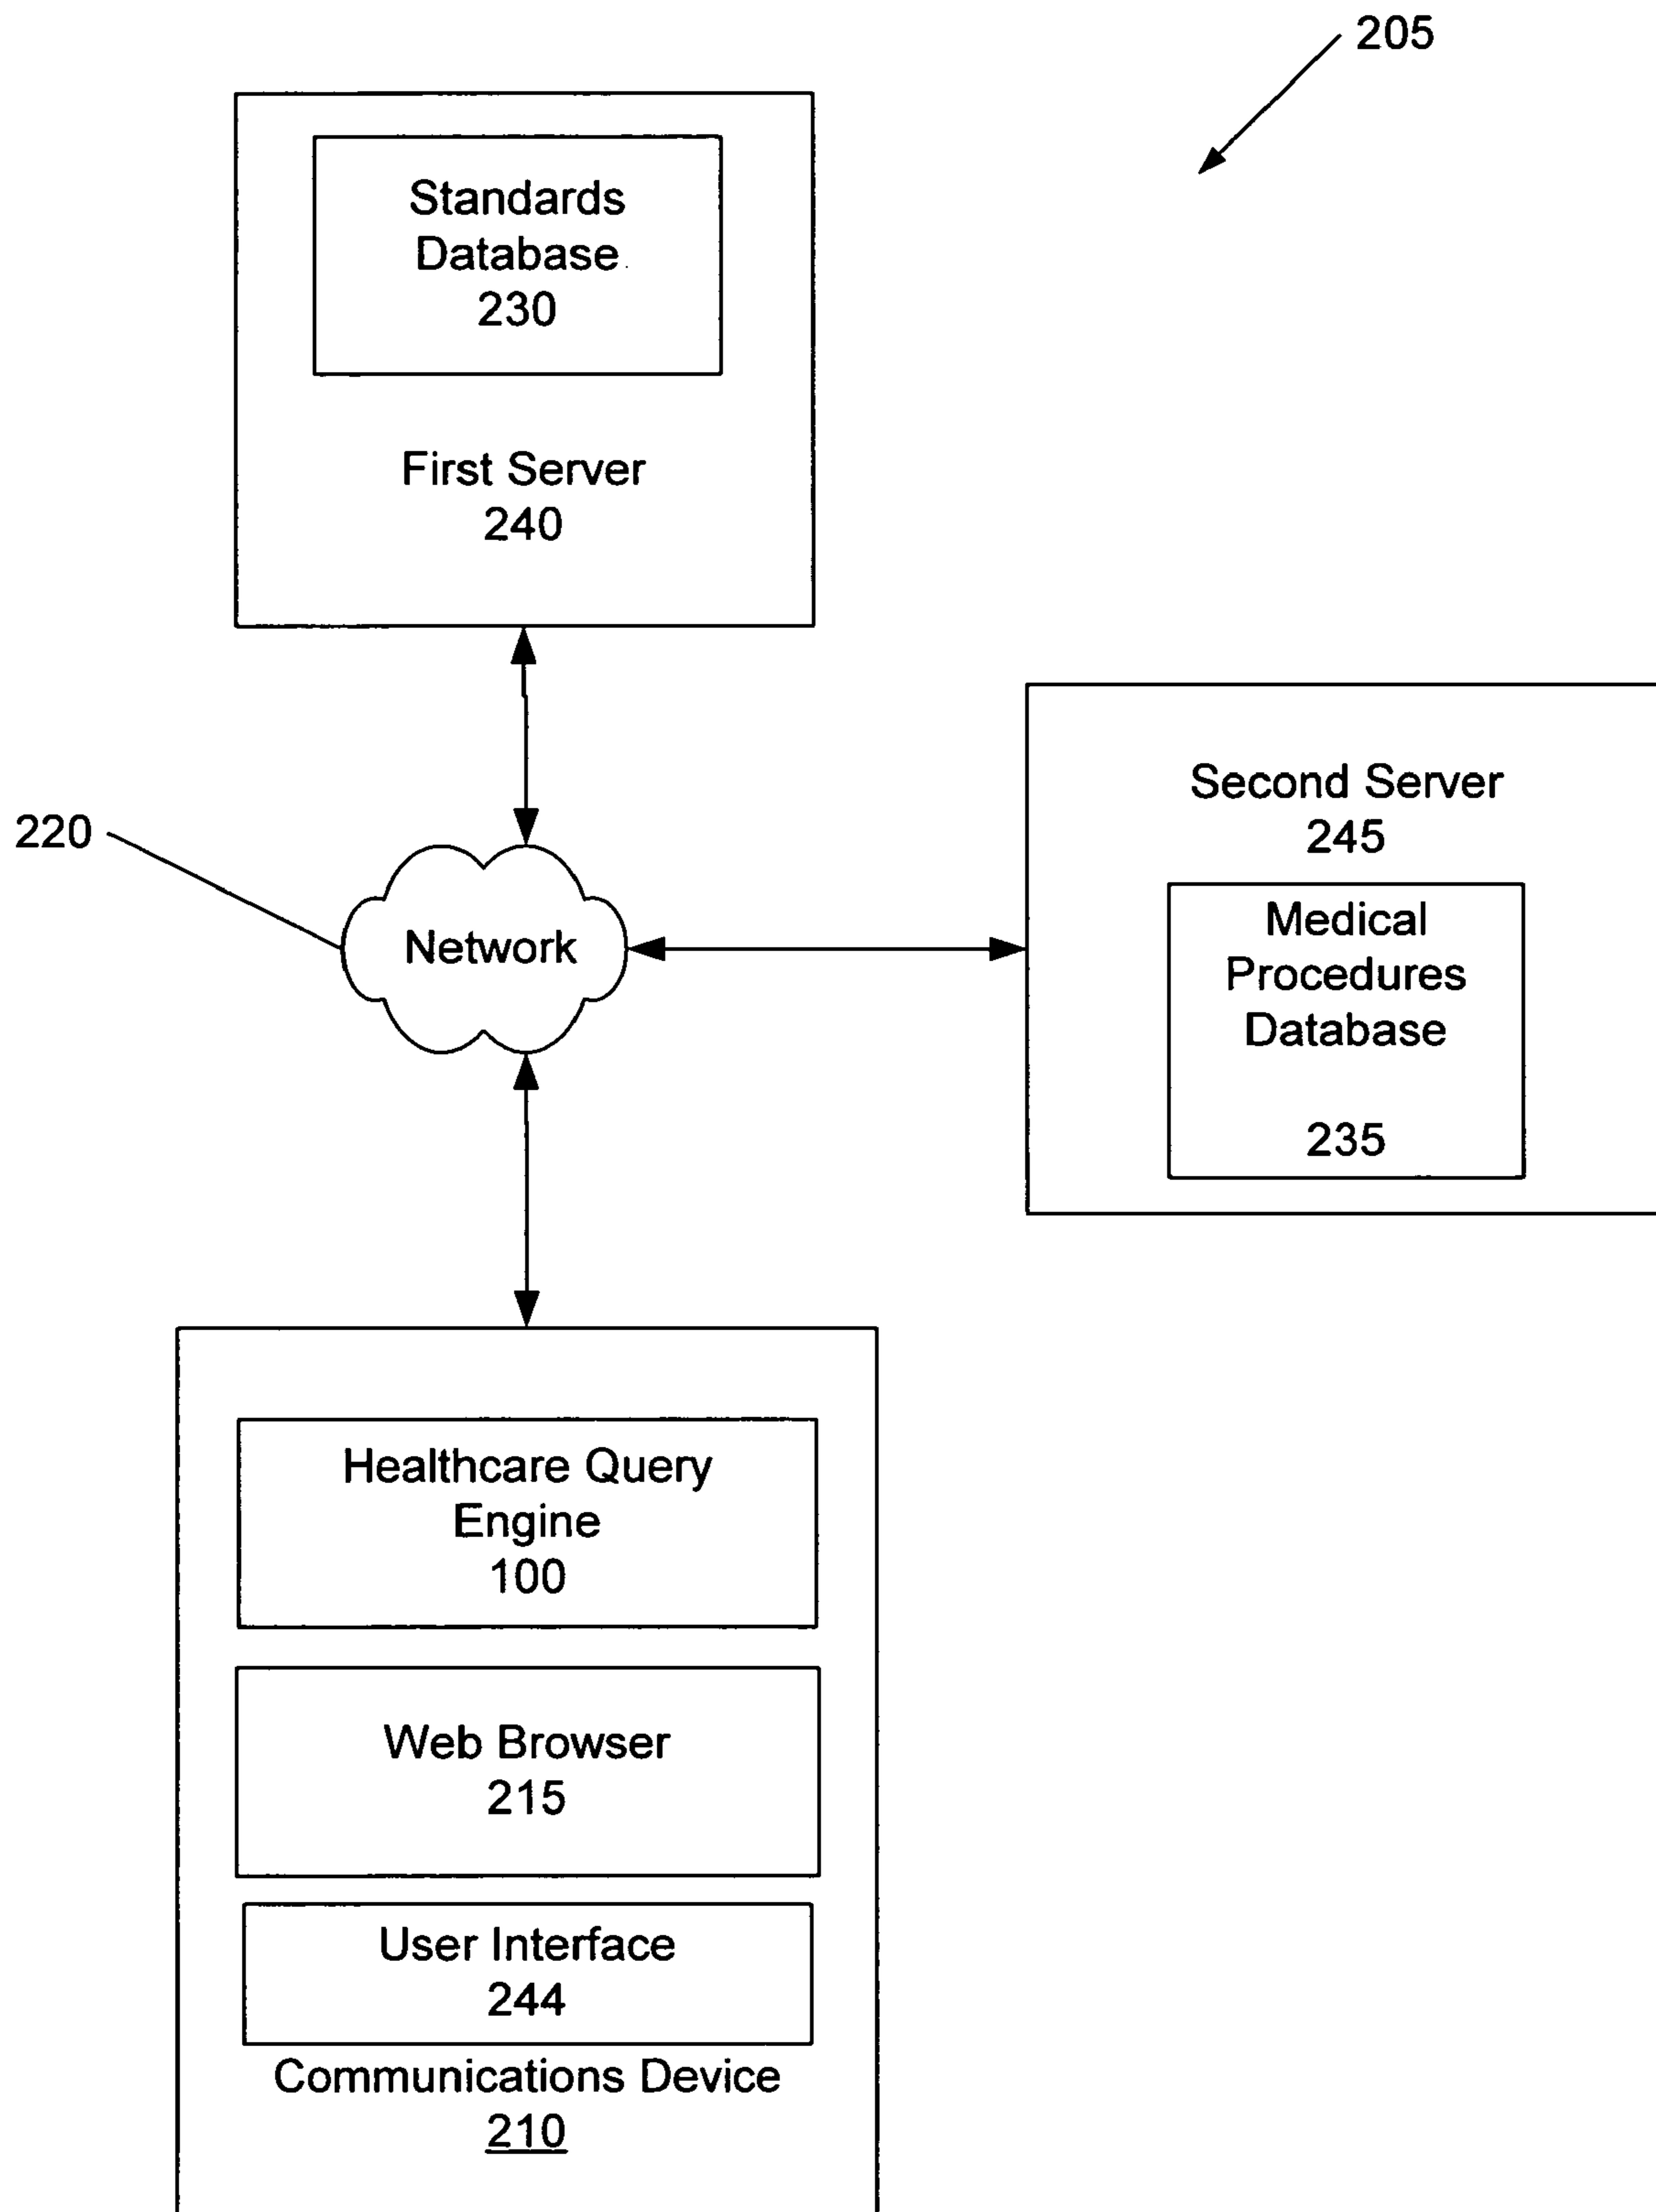 205
Standards
Database
230
First Server
240
Second Server
245
220
Network
Medical
Procedures
Database
235
Healthcare Query
Engine
100
Web Browser
215
User Interface
244
Communications Device
210